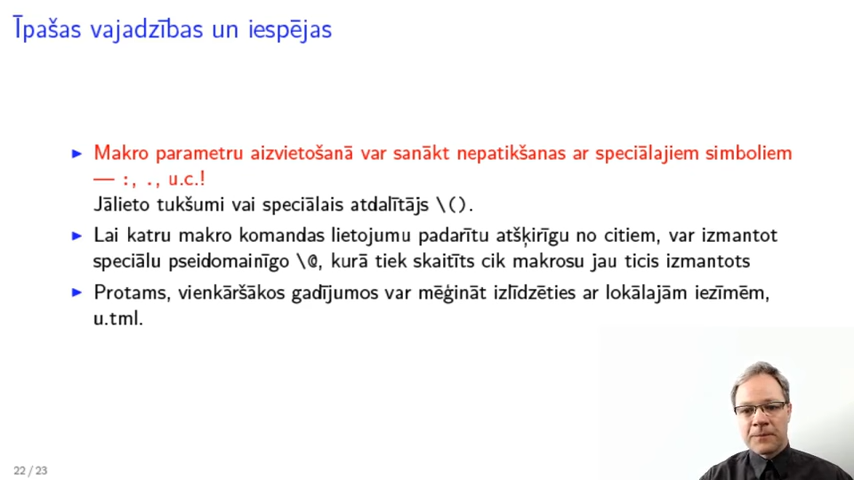 Īpašas vajadzības un iespējas
Makro parametru aizvietošanā var sanākt nepatikšanas ar speciālajiem simboliem
— :, ., u.c.!
Jālieto tukšumi vai speciālais atdalītājs \().
Lai katru makro komandas lietojumu padarītu atšķirīgu no citiem, var izmantot
speciālu pseidomainīgo \@, kurā tiek skaitīts cik makrosu jau ticis izmantots
Protams, vienkāršākos gadījumos var mēģināt izlīdzēties ar lokālajām iezīmēm,
u.tml.
22 / 23